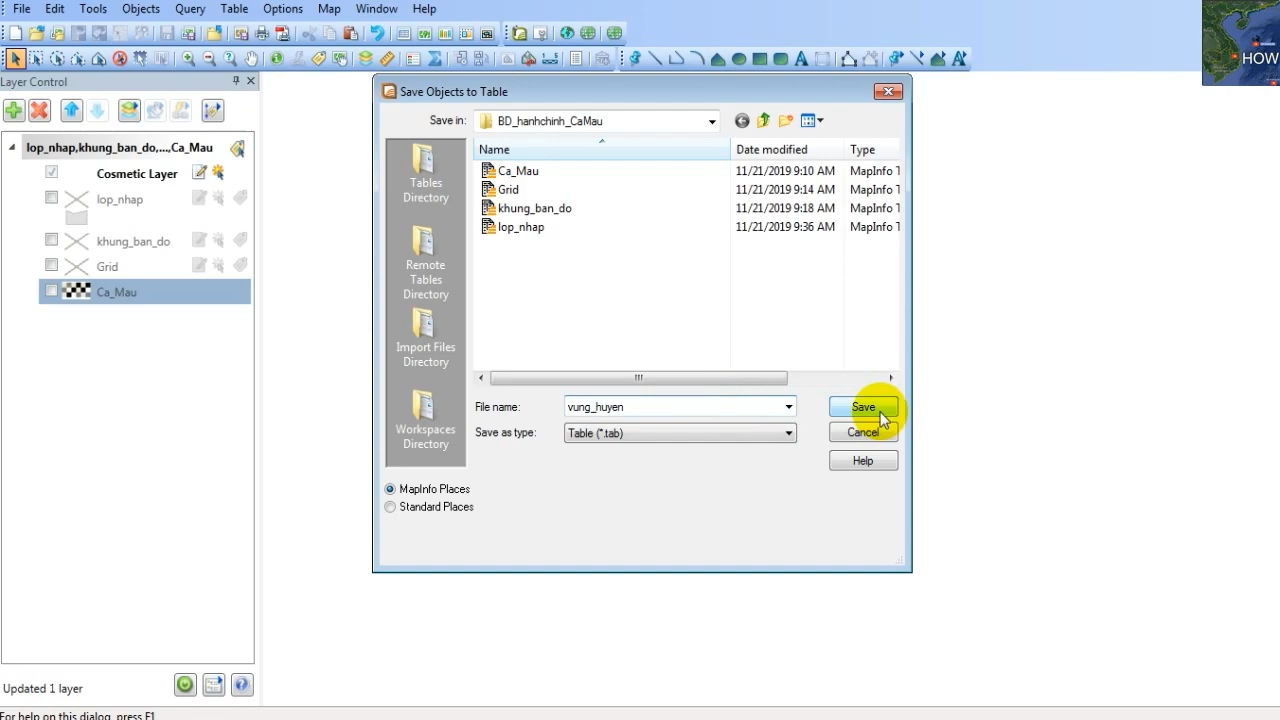 File Edit Tools Objects Query Table Options Map Window Help
HOW
Layer Control
lop_nhap,khung_ban_do,...,Ca_Mau
Cosmetic Layer
lop_nhap
khung_ban_do
Grid
Ca_Mau
Updated 1 layer
For help on this dialog, press F1
Save Objects to Table
Save in: BD_hanhchinh_CaMau
Tables
Directory
Remote
Tables
Directory
Import Files
Directory
Workspaces
Directory
Name Date modified Type
Ca_Mau 11/21/2019 9:10 AM MapInfo T
Grid 11/21/2019 9:14 AM MapInfo T
khung_ban_do 11/21/2019 9:18 AM MapInfo T
lop_nhap 11/21/2019 9:36 AM MapInfo T
File name: vung_huyen Save
Save as type: Table (*.tab) Cancel
Help
MapInfo Places
Standard Places